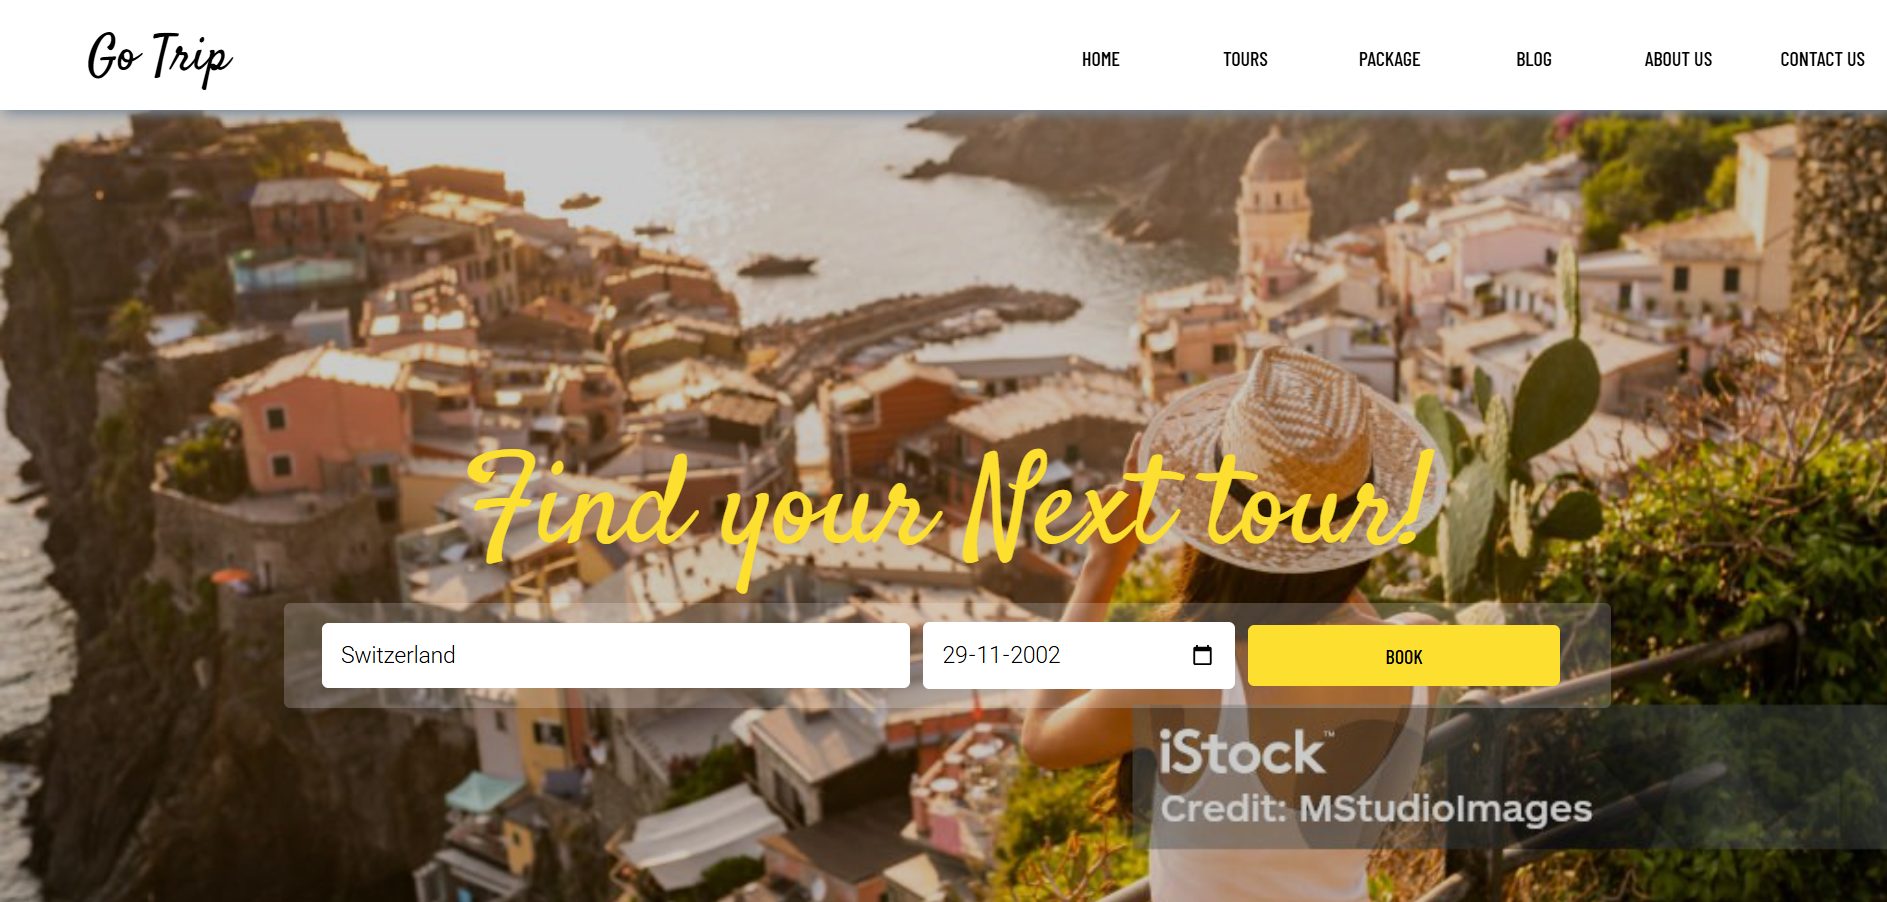 Go Trip
HOME TOURS PACKAGE BLOG ABOUT US CONTACT US
Find your Next tour!
Switzerland 29-11-2002 BOOK
iStock™
Credit: MStudioImages